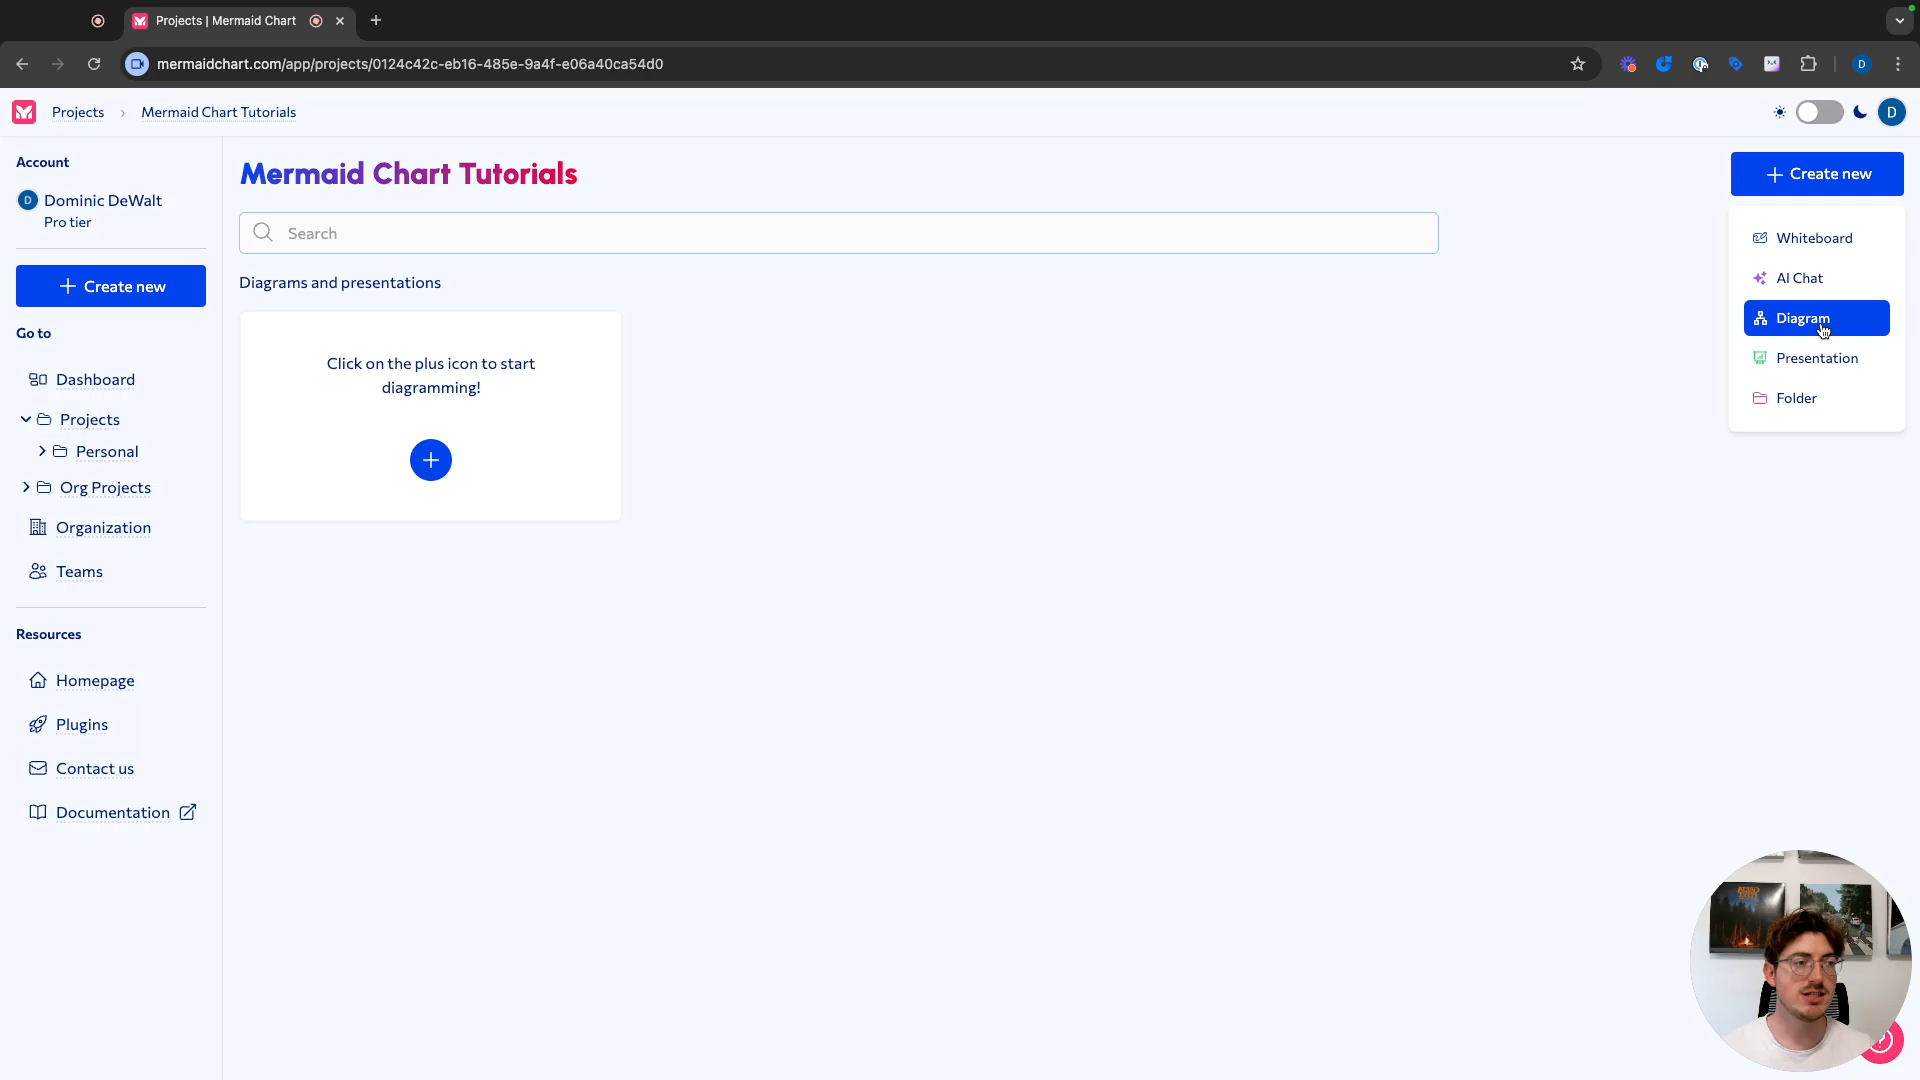 Projects | Mermaid Chart
mermaidchart.com/app/projects/0124c42c-eb16-485e-9a4f-e06a40ca54d0
D
Projects
Mermaid Chart Tutorials
D
Account
D
Dominic DeWalt
Pro tier
Create new
Go to
Dashboard
Projects
Personal
Org Projects
Organization
Teams
Resources
Homepage
Plugins
Contact us
Documentation
Mermaid Chart Tutorials
Search
Diagrams and presentations
Click on the plus icon to start
diagramming!
Create new
Whiteboard
AI Chat
Diagram
Presentation
Folder